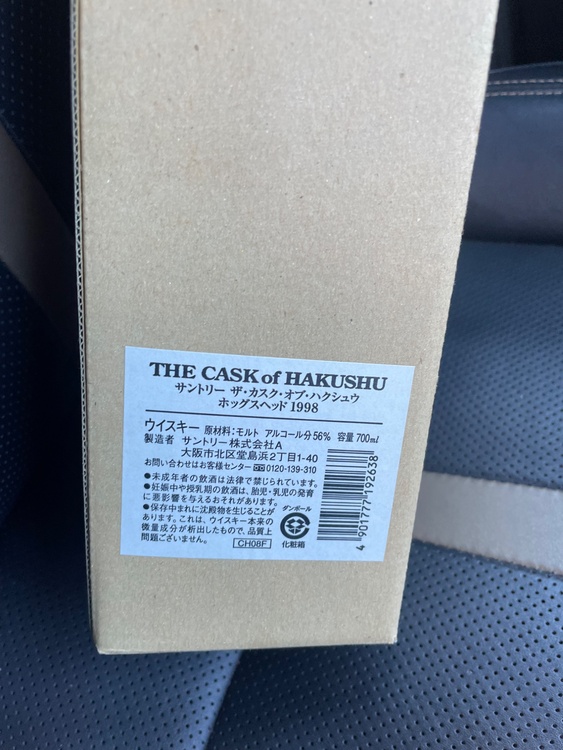 THE CASK of HAKUSHU
サントリー ザ・カスク・オブ・ハクシュウ
ホッグスヘッド 1998
ウイスキー 原材料:モルト アルコール分56% 容量 700ml
製造者 サントリー株式会社A
大阪市北区堂島浜2丁目1-40
お問い合わせはお客様センター 0120-139-310
●未成年者の飲酒は法律で禁じられています。
●妊娠中や授乳期の飲酒は、胎児・乳児の発育
に悪影響を与えるおそれがあります。
●保存中まれに沈殿物を生じることが
あります。これは、ウイスキー本来の
微量成分が析出したもので、品質上
問題ございません。
CH08F
ダンボール
化粧箱
4 901777 192638